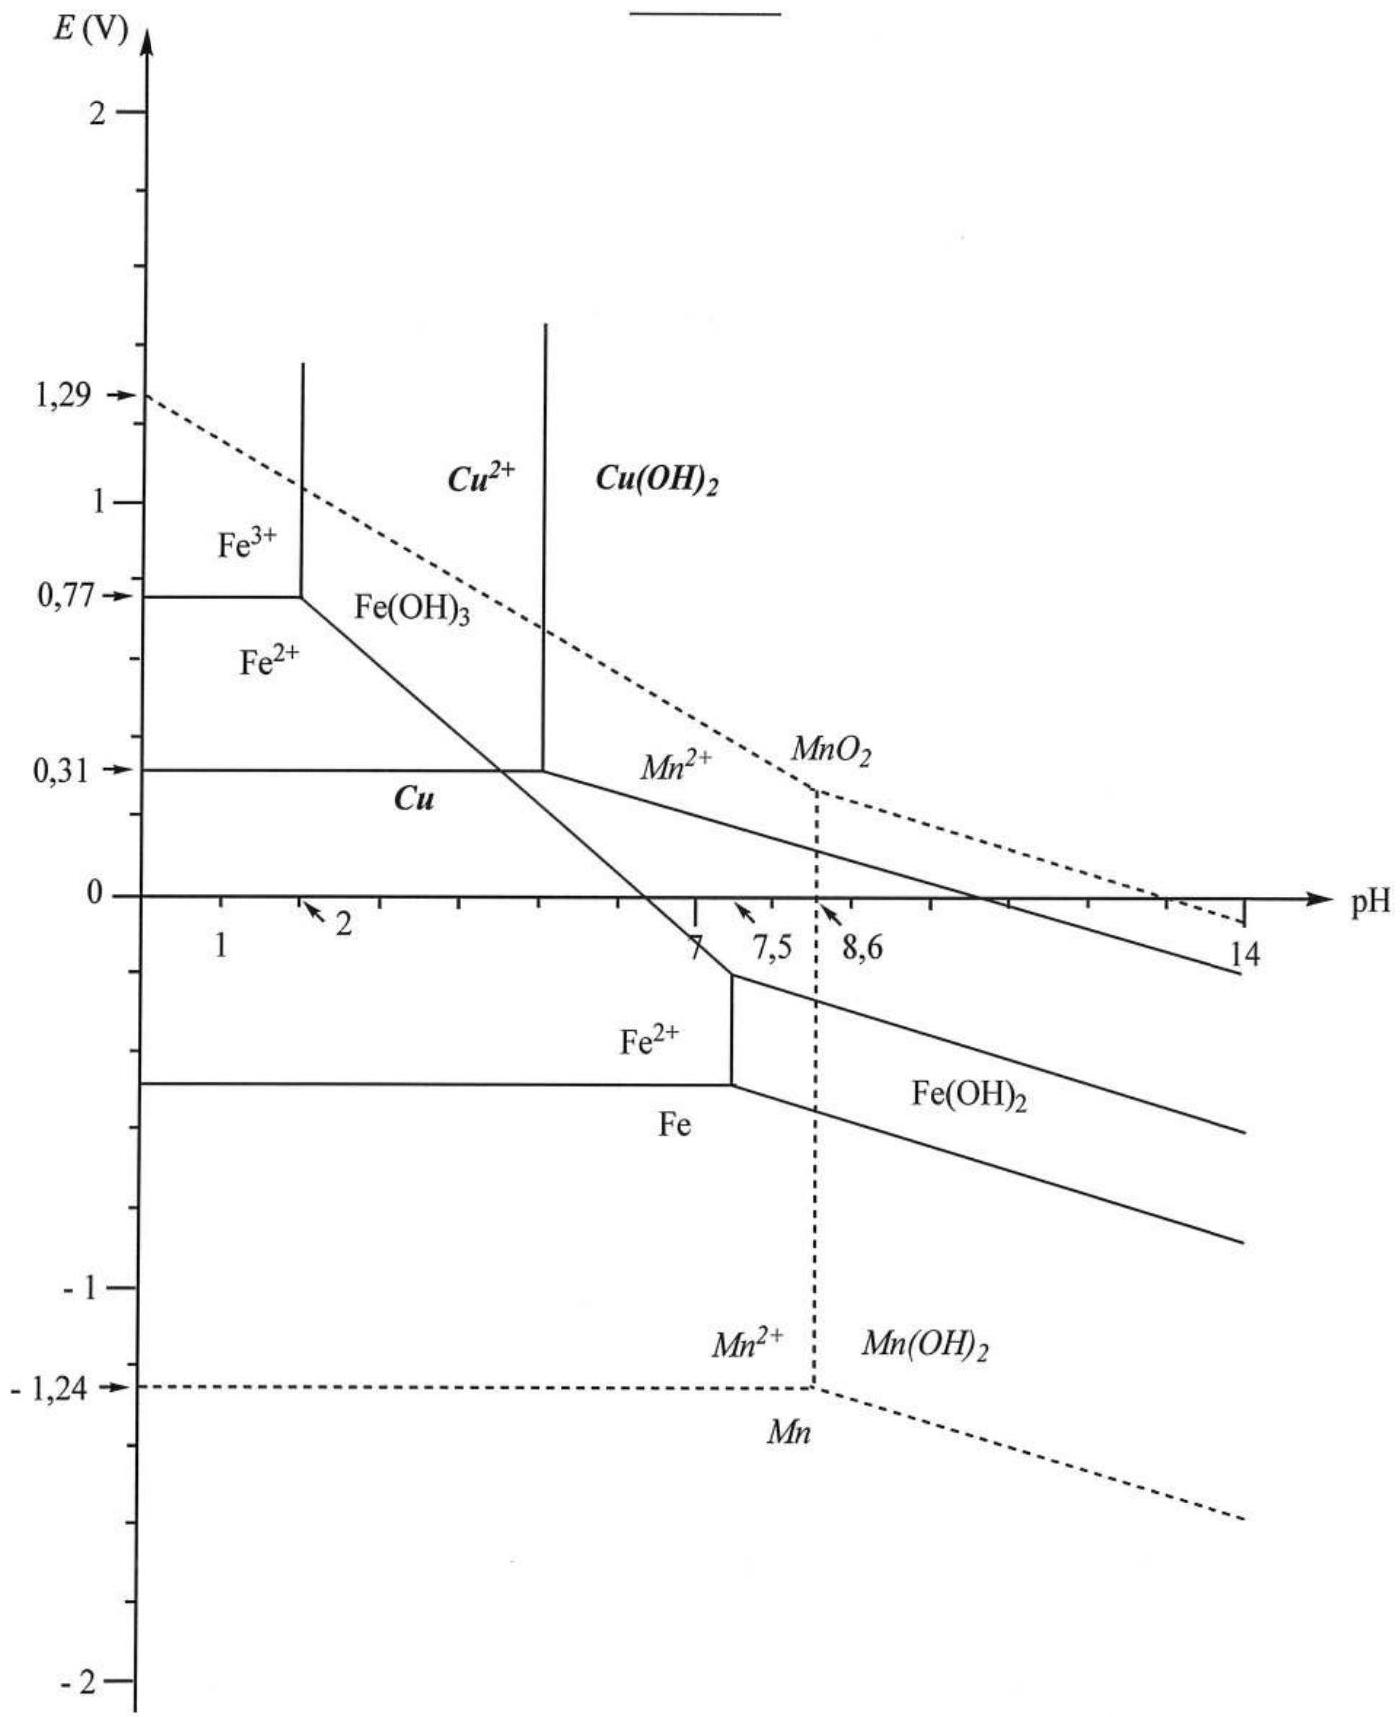 E (V)
2
1,29
Cu²⁺
Cu(OH)₂
1
Fe³⁺
0,77
Fe(OH)₃
Fe²⁺
MnO₂
Mn²⁺
0,31
Cu
0
pH
1
2
7
7,5
8,6
14
Fe²⁺
Fe(OH)₂
Fe
- 1
Mn²⁺
Mn(OH)₂
- 1,24
Mn
- 2